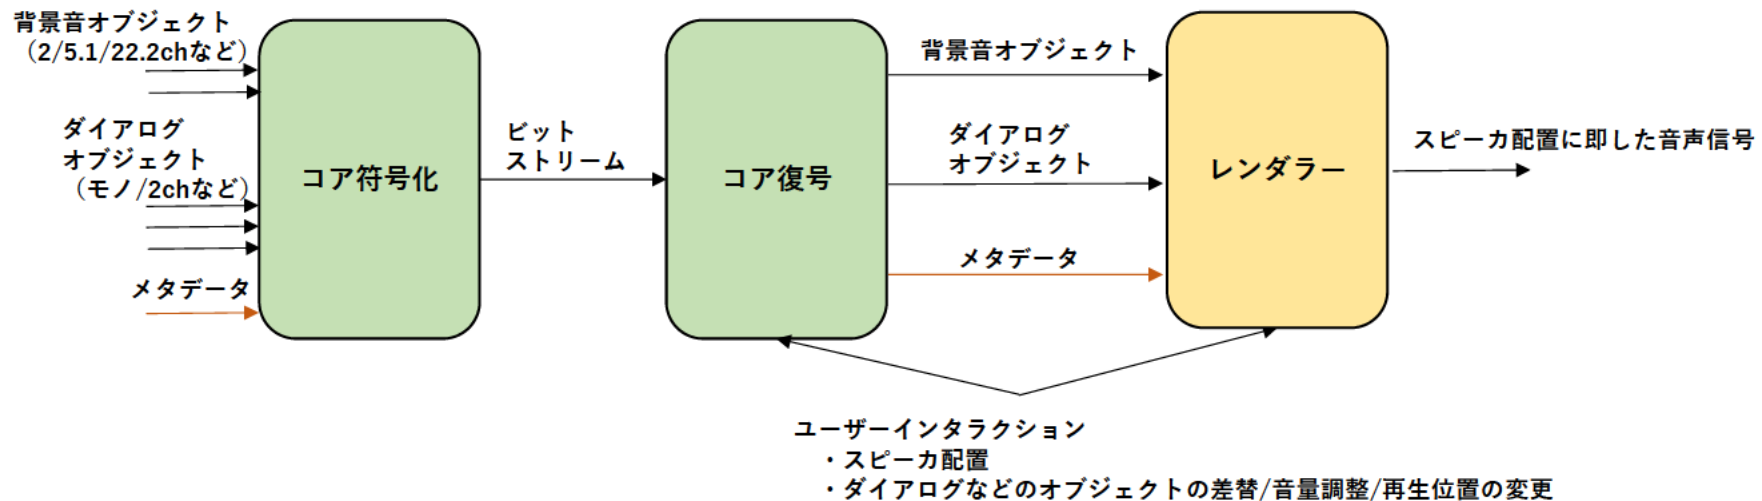 背景音オブジェクト
（2/5.1/22.2chなど）
ダイアログ
オブジェクト
（モノ/2chなど）
メタデータ
コア符号化
ビット
ストリーム
コア復号
背景音オブジェクト
ダイアログ
オブジェクト
メタデータ
レンダラー
スピーカ配置に即した音声信号
ユーザーインタラクション
・スピーカ配置
・ダイアログなどのオブジェクトの差替/音量調整/再生位置の変更